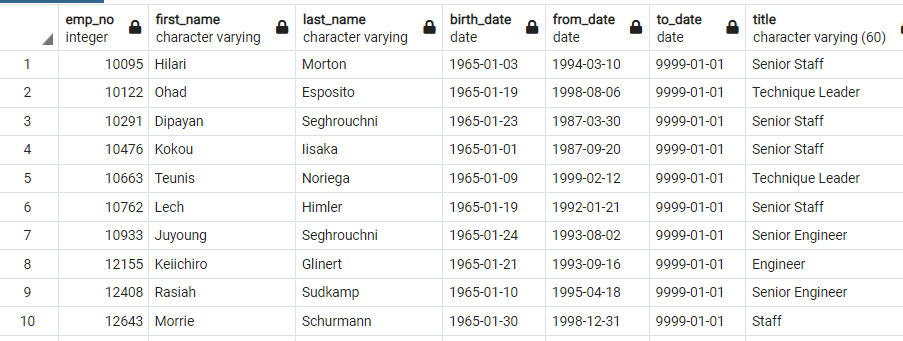 emp_no first_name last_name birth_date from_date to_date title
integer character varying character varying date date date character varying (60)
1 10095 Hilari Morton 1965-01-03 1994-03-10 9999-01-01 Senior Staff
2 10122 Ohad Esposito 1965-01-19 1998-08-06 9999-01-01 Technique Leader
3 10291 Dipayan Seghrouchni 1965-01-23 1987-03-30 9999-01-01 Senior Staff
4 10476 Kokou Iisaka 1965-01-01 1987-09-20 9999-01-01 Senior Staff
5 10663 Teunis Noriega 1965-01-09 1999-02-12 9999-01-01 Technique Leader
6 10762 Lech Himler 1965-01-19 1992-01-21 9999-01-01 Senior Staff
7 10933 Juyoung Seghrouchni 1965-01-24 1993-08-02 9999-01-01 Senior Engineer
8 12155 Keiichiro Glinert 1965-01-21 1993-09-16 9999-01-01 Engineer
9 12408 Rasiah Sudkamp 1965-01-10 1995-04-18 9999-01-01 Senior Engineer
10 12643 Morrie Schurmann 1965-01-30 1998-12-31 9999-01-01 Staff